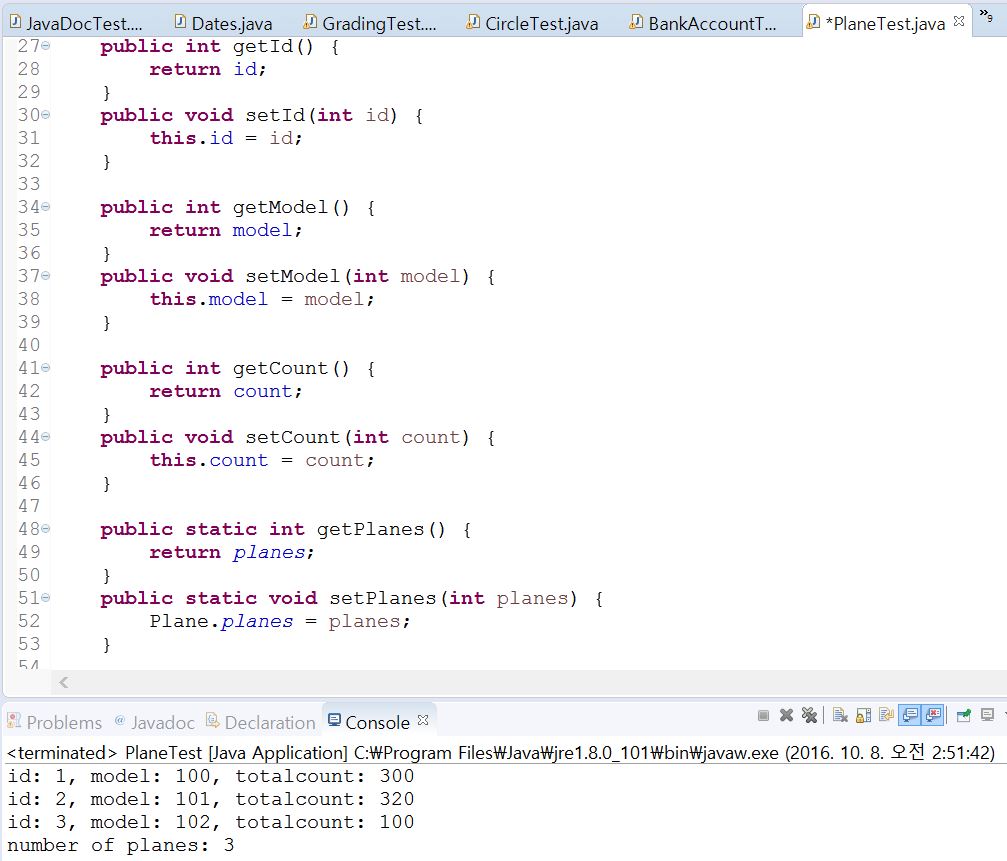 JavaDocTest.... Dates.java GradingTest.... CircleTest.java BankAccountT... *PlaneTest.java »9
27 public int getId() {
28 return id;
29 }
30 public void setId(int id) {
31 this.id = id;
32 }
33
34 public int getModel() {
35 return model;
36 }
37 public void setModel(int model) {
38 this.model = model;
39 }
40
41 public int getCount() {
42 return count;
43 }
44 public void setCount(int count) {
45 this.count = count;
46 }
47
48 public static int getPlanes() {
49 return planes;
50 }
51 public static void setPlanes(int planes) {
52 Plane.planes = planes;
53 }
54
Problems @ Javadoc Declaration Console
<terminated> PlaneTest [Java Application] C:₩Program Files₩Java₩jre1.8.0_101₩bin₩javaw.exe (2016. 10. 8. 오전 2:51:42)
id: 1, model: 100, totalcount: 300
id: 2, model: 101, totalcount: 320
id: 3, model: 102, totalcount: 100
number of planes: 3